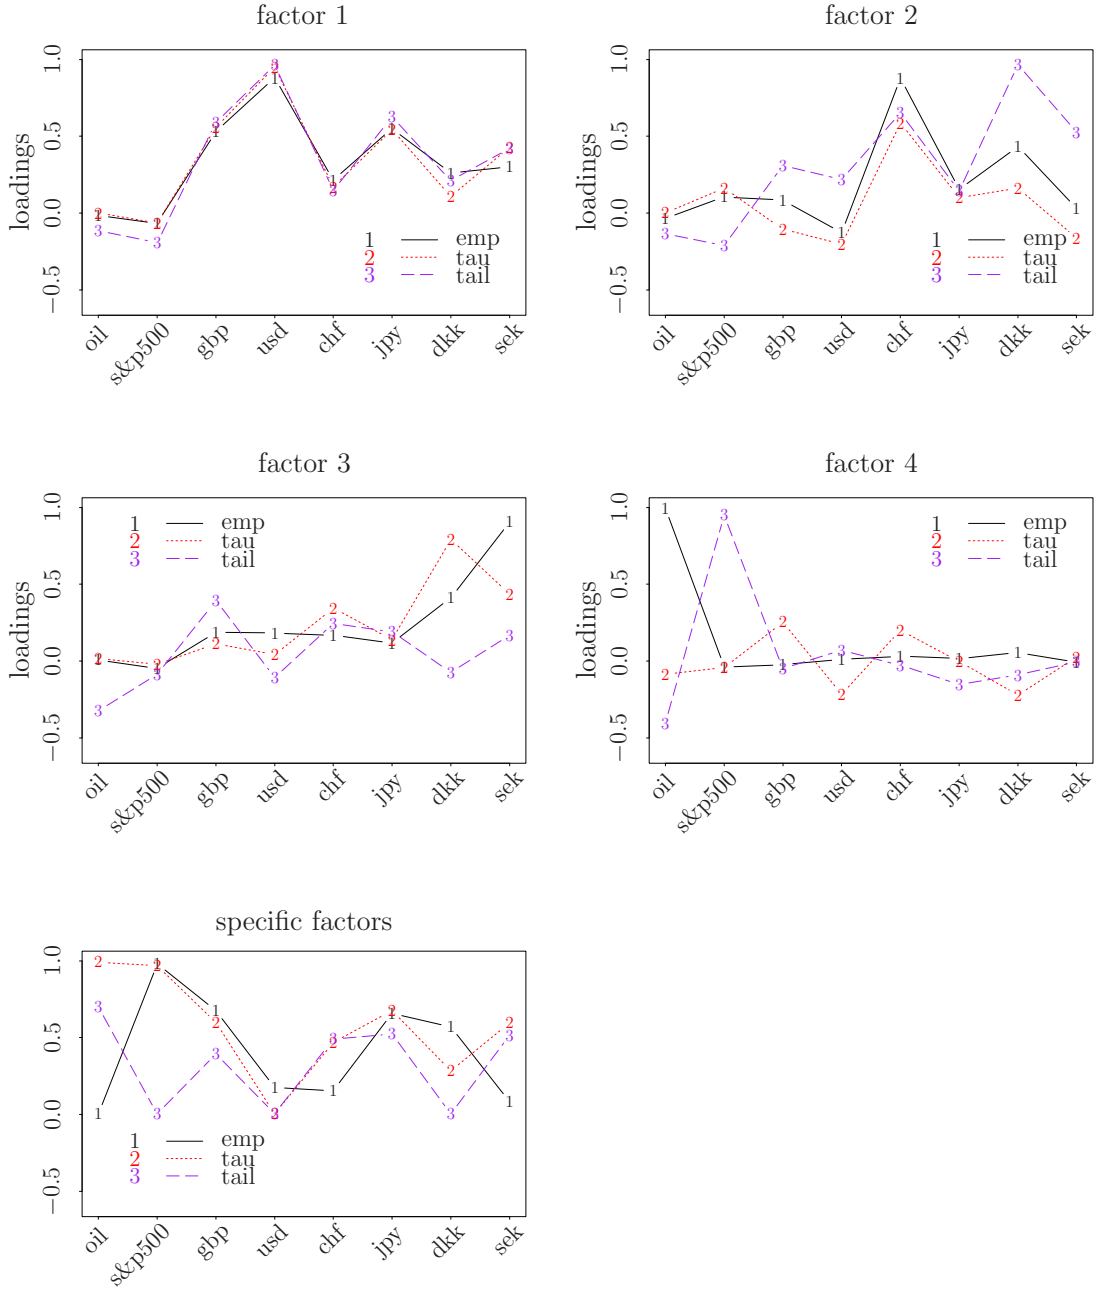 factor 1
loadings
1.0
0.5
0.0
−0.5
1 emp
2 tau
3 tail
oil
s&p500
gbp
usd
chf
jpy
dkk
sek
factor 2
loadings
1.0
0.5
0.0
−0.5
1 emp
2 tau
3 tail
oil
s&p500
gbp
usd
chf
jpy
dkk
sek
factor 3
loadings
1.0
0.5
0.0
−0.5
1 emp
2 tau
3 tail
oil
s&p500
gbp
usd
chf
jpy
dkk
sek
factor 4
loadings
1.0
0.5
0.0
−0.5
1 emp
2 tau
3 tail
oil
s&p500
gbp
usd
chf
jpy
dkk
sek
specific factors
1.0
0.5
0.0
−0.5
1 emp
2 tau
3 tail
oil
s&p500
gbp
usd
chf
jpy
dkk
sek